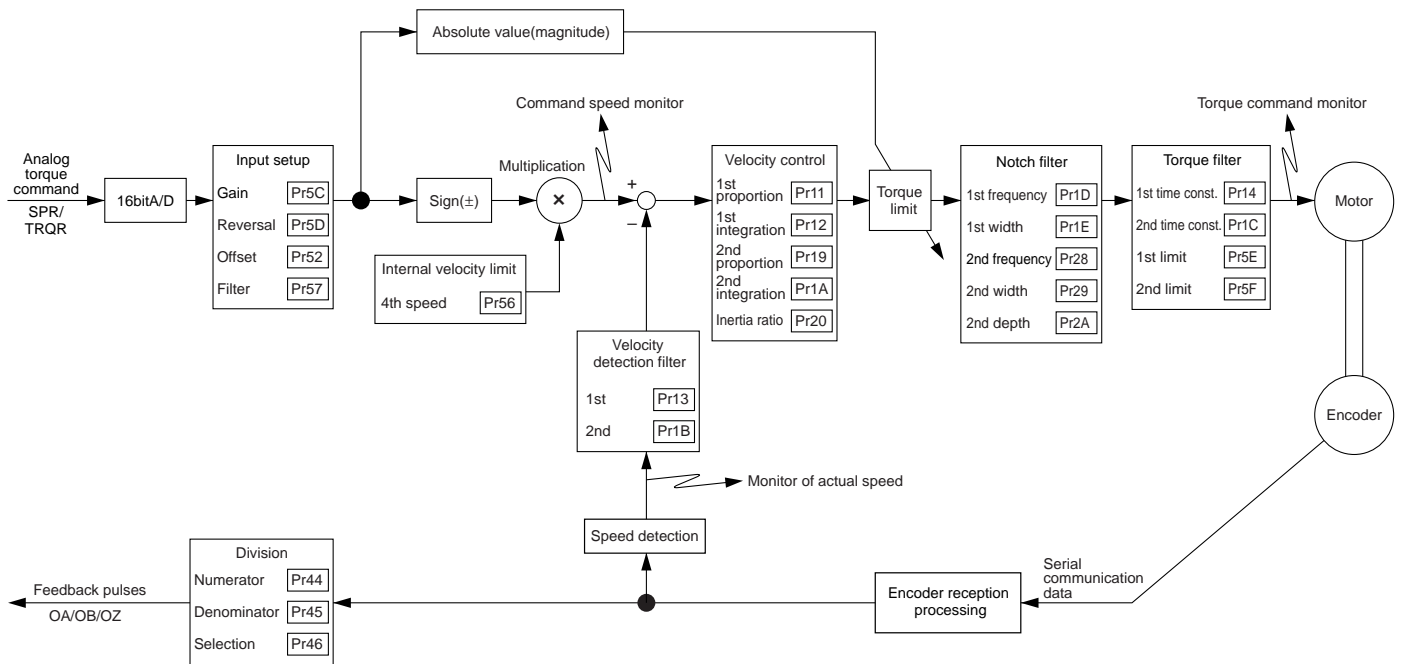 Absolute value(magnitude)
Command speed monitor
Torque command monitor
Analog
torque
command
SPR/
TRQR
16bitA/D
Input setup
Gain Pr5C
Reversal Pr5D
Offset Pr52
Filter Pr57
Sign(±)
Multiplication
×
+
−
Internal velocity limit
4th speed Pr56
Velocity control
1st
proportion Pr11
1st
integration Pr12
2nd
proportion Pr19
2nd
integration Pr1A
Inertia ratio Pr20
Torque
limit
Notch filter
1st frequency Pr1D
1st width Pr1E
2nd frequency Pr28
2nd width Pr29
2nd depth Pr2A
Torque filter
1st time const. Pr14
2nd time const. Pr1C
1st limit Pr5E
2nd limit Pr5F
Motor
Encoder
Velocity
detection filter
1st Pr13
2nd Pr1B
Monitor of actual speed
Speed detection
Serial
communication
data
Encoder reception
processing
Division
Numerator Pr44
Denominator Pr45
Selection Pr46
Feedback pulses
OA/OB/OZ